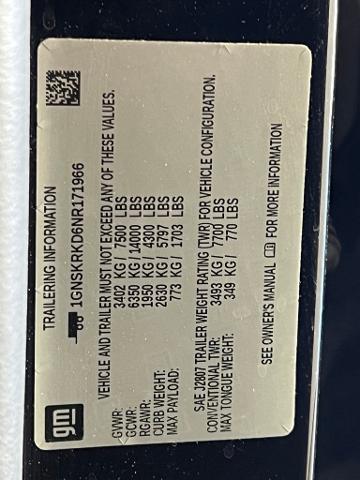 gm
TRAILERING INFORMATION
1GNSKRKD6NR171966
VEHICLE AND TRAILER MUST NOT EXCEED ANY OF THESE VALUES.
GVWR: 3402 KG / 7500 LBS
GCWR: 6350 KG / 14000 LBS
RGAWR: 1950 KG / 4300 LBS
CURB WEIGHT: 2630 KG / 5797 LBS
MAX PAYLOAD: 773 KG / 1703 LBS
SAE J2807 TRAILER WEIGHT RATING (TWR) FOR VEHICLE CONFIGURATION.
CONVENTIONAL TWR: 3493 KG / 7700 LBS
MAX TONGUE WEIGHT: 349 KG / 770 LBS
SEE OWNER'S MANUAL FOR MORE INFORMATION